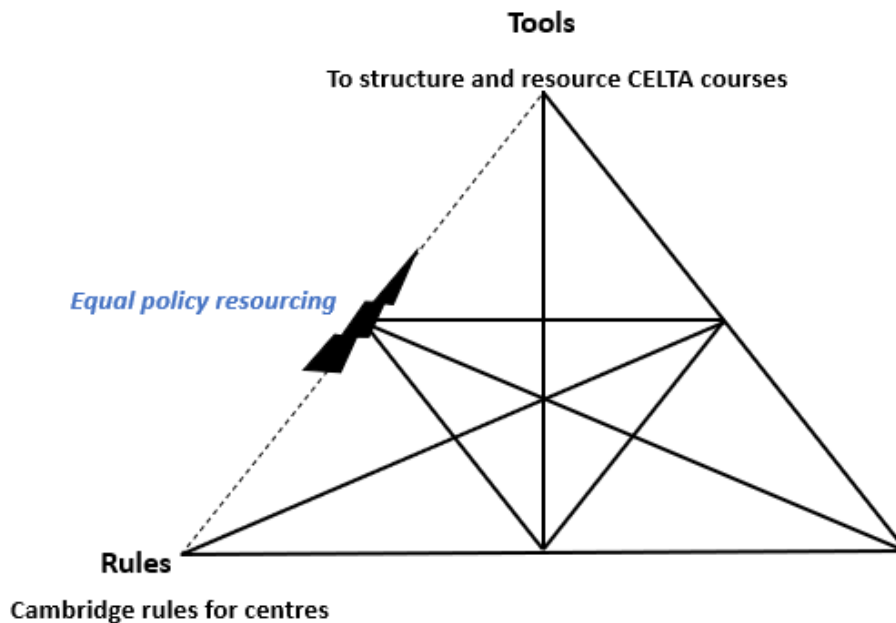 Tools
To structure and resource CELTA courses
Equal policy resourcing
Rules
Cambridge rules for centres